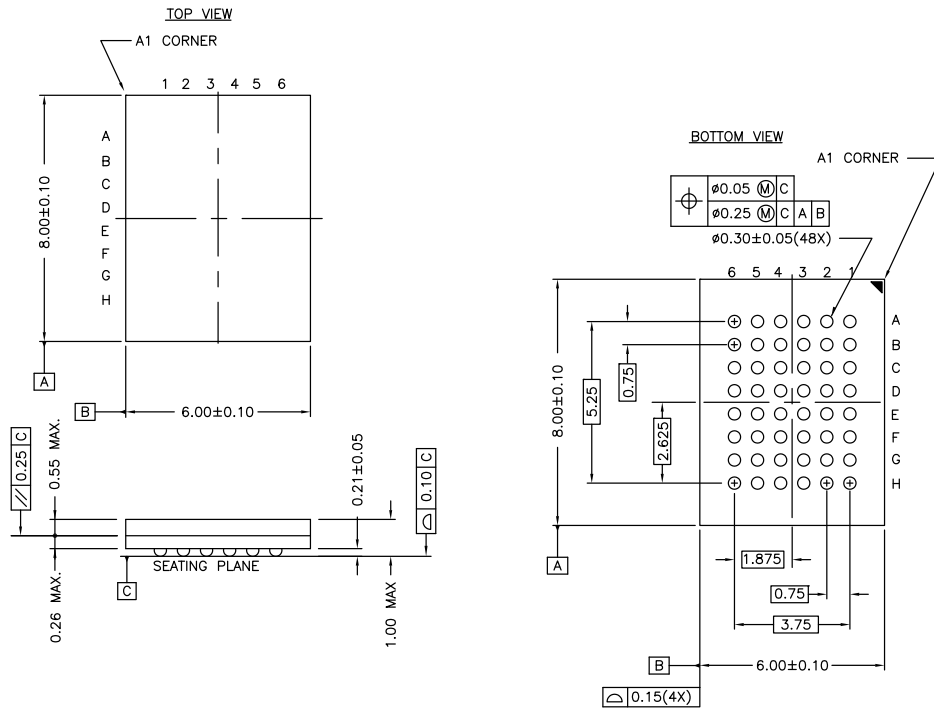 TOP VIEW
A1 CORNER
1 2 3 4 5 6
A
B
C
D
E
F
G
H
8.00±0.10
A
B
6.00±0.10
// 0.25 C
0.55 MAX.
0.26 MAX.
0.21±0.05
⌓ 0.10 C
SEATING PLANE
C
1.00 MAX
BOTTOM VIEW
A1 CORNER
⌖ ø0.05 Ⓜ C
ø0.25 Ⓜ C A B
ø0.30±0.05(48X)
6 5 4 3 2 1
A
B
C
D
E
F
G
H
8.00±0.10
5.25
0.75
2.625
A
1.875
0.75
3.75
B
6.00±0.10
⌓ 0.15(4X)